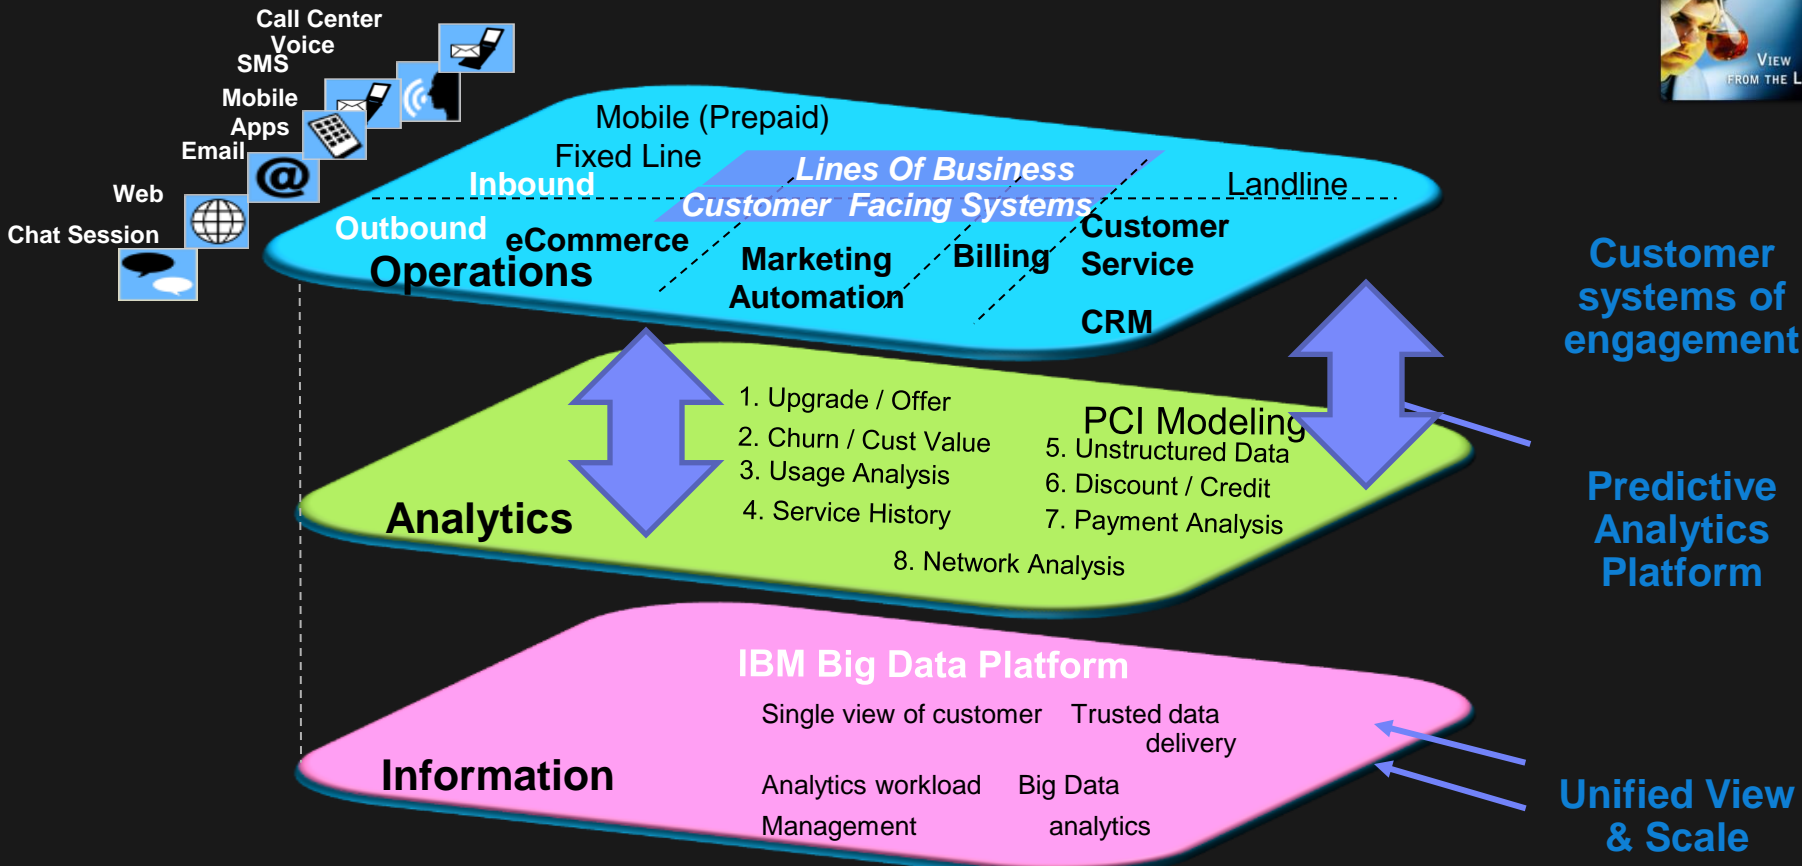 Call Center
Voice
SMS
Mobile
Apps
Email
Web
Chat Session
VIEW
FROM THE L
Mobile (Prepaid)
Fixed Line
Lines Of Business
Inbound
Landline
Customer Facing Systems
Outbound
eCommerce
Operations
Marketing
Automation
Billing
Customer
Service
CRM
Customer
systems of
engagement
1. Upgrade / Offer
2. Churn / Cust Value
3. Usage Analysis
4. Service History
PCI Modeling
5. Unstructured Data
6. Discount / Credit
7. Payment Analysis
8. Network Analysis
Analytics
Predictive
Analytics
Platform
IBM Big Data Platform
Single view of customer
Trusted data
delivery
Information
Analytics workload
Management
Big Data
analytics
Unified View
& Scale